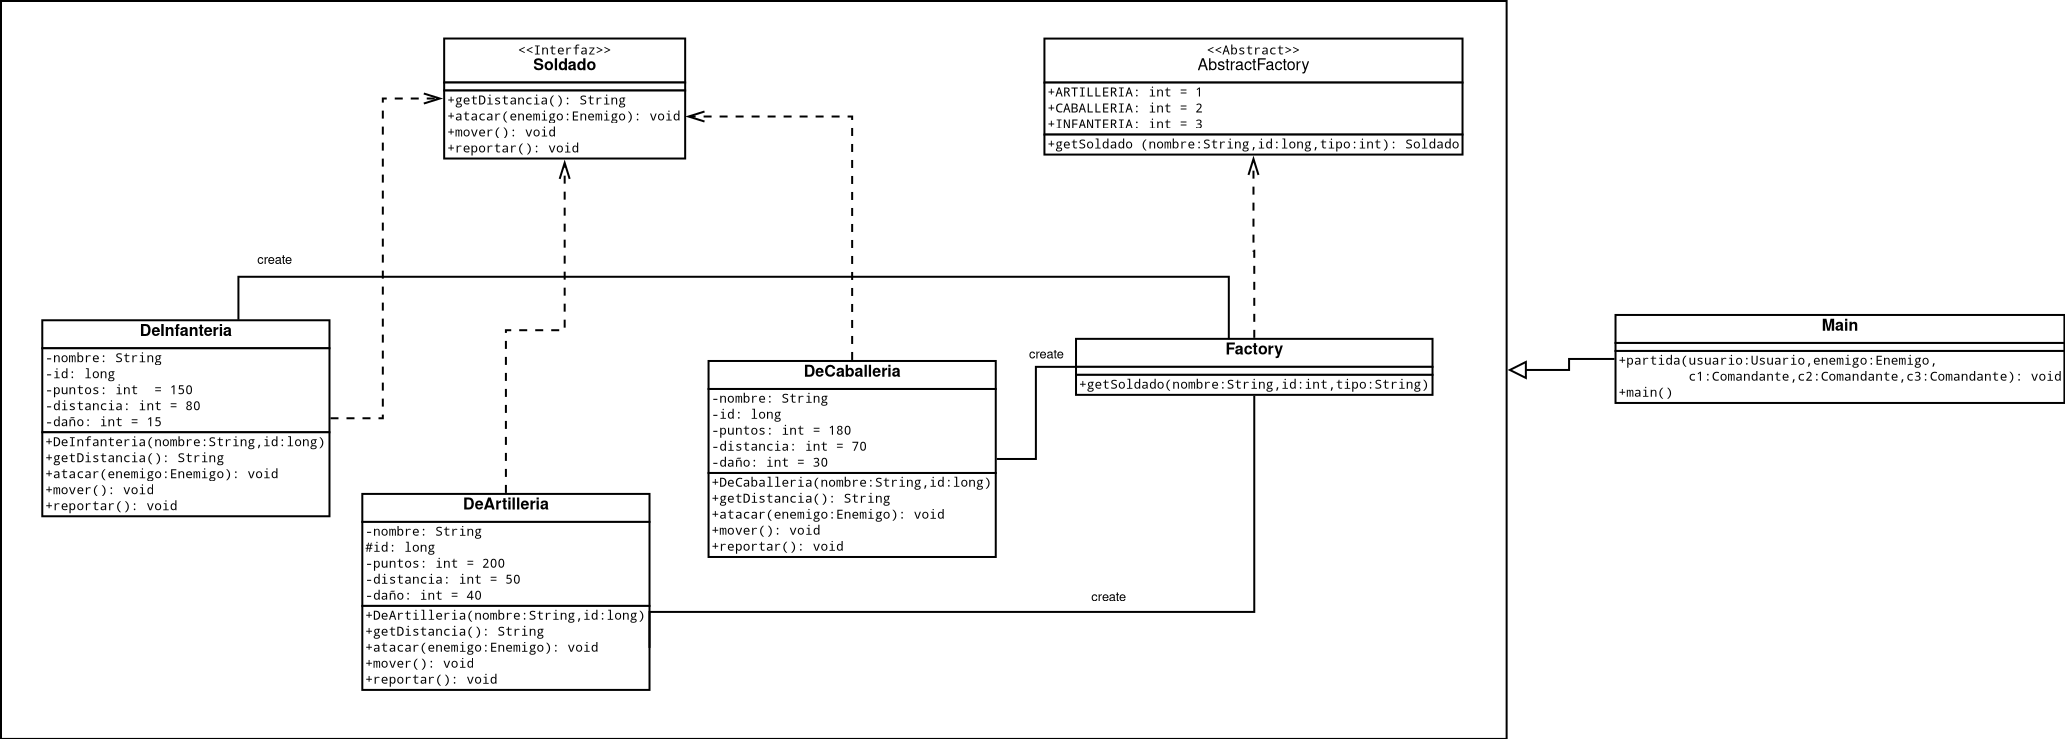 <<Interfaz>>
Soldado
+getDistancia(): String
+atacar(enemigo:Enemigo): void
+mover(): void
+reportar(): void
<<Abstract>>
AbstractFactory
+ARTILLERIA: int = 1
+CABALLERIA: int = 2
+INFANTERIA: int = 3
+getSoldado (nombre:String,id:long,tipo:int): Soldado
create
DeInfanteria
-nombre: String
-id: long
-puntos: int  = 150
-distancia: int = 80
-daño: int = 15
+DeInfanteria(nombre:String,id:long)
+getDistancia(): String
+atacar(enemigo:Enemigo): void
+mover(): void
+reportar(): void
DeArtilleria
-nombre: String
#id: long
-puntos: int = 200
-distancia: int = 50
-daño: int = 40
+DeArtilleria(nombre:String,id:long)
+getDistancia(): String
+atacar(enemigo:Enemigo): void
+mover(): void
+reportar(): void
DeCaballeria
-nombre: String
-id: long
-puntos: int = 180
-distancia: int = 70
-daño: int = 30
+DeCaballeria(nombre:String,id:long)
+getDistancia(): String
+atacar(enemigo:Enemigo): void
+mover(): void
+reportar(): void
create
Factory
+getSoldado(nombre:String,id:int,tipo:String)
create
Main
+partida(usuario:Usuario,enemigo:Enemigo,
c1:Comandante,c2:Comandante,c3:Comandante): void
+main()